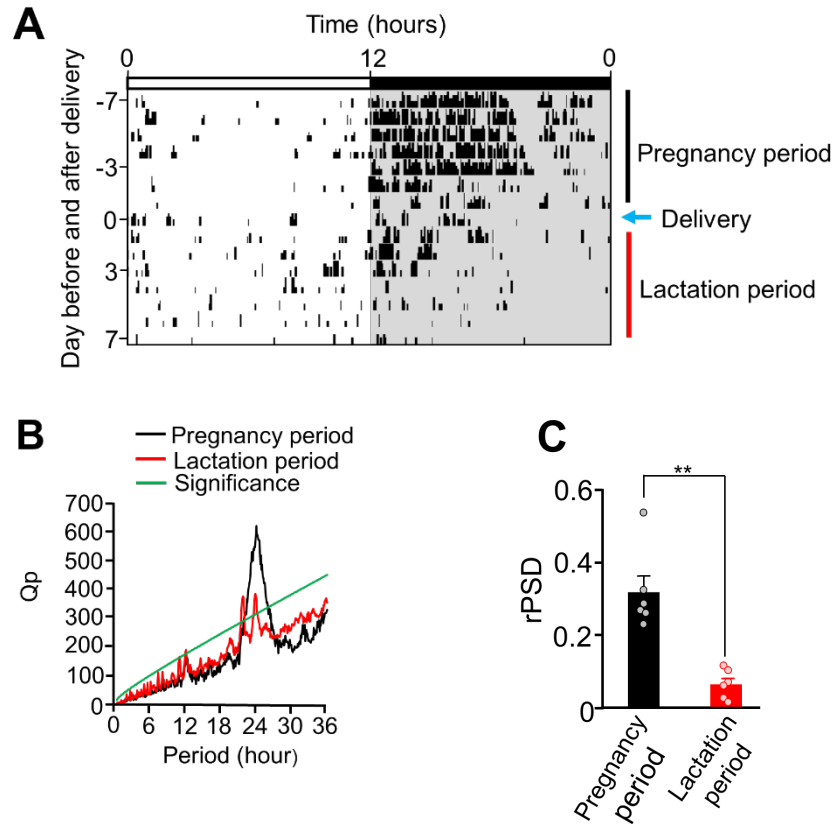 A
Time (hours)
0 12 0
Day before and after delivery
-7
-3
0
3
7
Pregnancy period
Delivery
Lactation period
B
Pregnancy period
Lactation period
Significance
Qp
700
600
500
400
300
200
100
0
0 6 12 18 24 30 36
Period (hour)
C
**
rPSD
0.6
0.4
0.2
0
Pregnancy
period
Lactation
period